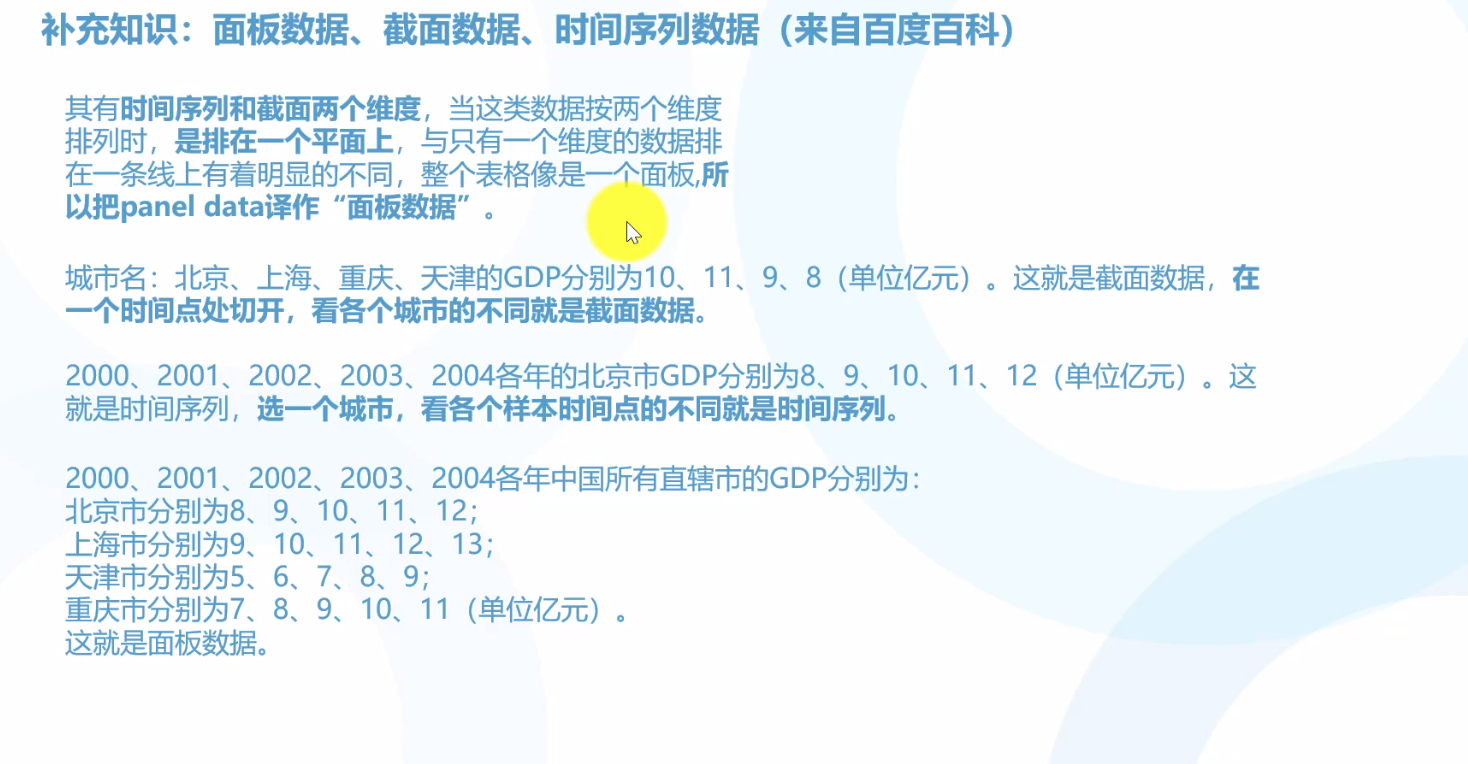 补充知识：面板数据、截面数据、时间序列数据（来自百度百科）
其有时间序列和截面两个维度，当这类数据按两个维度
排列时，是排在一个平面上，与只有一个维度的数据排
在一条线上有着明显的不同，整个表格像是一个面板,所
以把panel data译作“面板数据”。
城市名：北京、上海、重庆、天津的GDP分别为10、11、9、8（单位亿元）。这就是截面数据，在
一个时间点处切开，看各个城市的不同就是截面数据。
2000、2001、2002、2003、2004各年的北京市GDP分别为8、9、10、11、12（单位亿元）。这
就是时间序列，选一个城市，看各个样本时间点的不同就是时间序列。
2000、2001、2002、2003、2004各年中国所有直辖市的GDP分别为：
北京市分别为8、9、10、11、12；
上海市分别为9、10、11、12、13；
天津市分别为5、6、7、8、9；
重庆市分别为7、8、9、10、11（单位亿元）。
这就是面板数据。